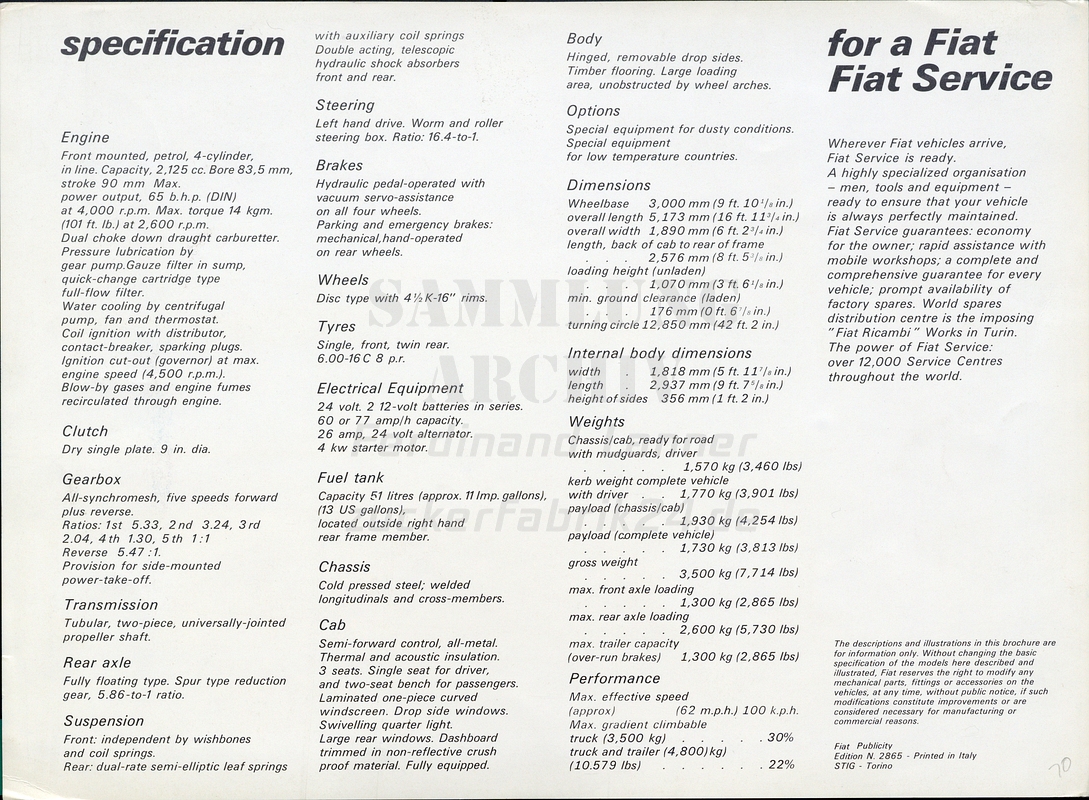 specification
Engine
Front mounted, petrol, 4-cylinder,
in line. Capacity, 2,125 cc. Bore 83,5 mm,
stroke 90 mm Max.
power output, 65 b.h.p. (DIN)
at 4,000 r.p.m. Max. torque 14 kgm.
(101 ft. lb.) at 2,600 r.p.m.
Dual choke down draught carburetter.
Pressure lubrication by
gear pump.Gauze filter in sump,
quick-change cartridge type
full-flow filter.
Water cooling by centrifugal
pump, fan and thermostat.
Coil ignition with distributor,
contact-breaker, sparking plugs.
Ignition cut-out (governor) at max.
engine speed (4,500 r.p.m.).
Blow-by gases and engine fumes
recirculated through engine.
Clutch
Dry single plate. 9 in. dia.
Gearbox
All-synchromesh, five speeds forward
plus reverse.
Ratios: 1st 5.33, 2nd 3.24, 3rd
2.04, 4th 1.30, 5th 1:1
Reverse 5.47:1.
Provision for side-mounted
power-take-off.
Transmission
Tubular, two-piece, universally-jointed
propeller shaft.
Rear axle
Fully floating type. Spur type reduction
gear, 5.86-to-1 ratio.
Suspension
Front: independent by wishbones
and coil springs.
Rear: dual-rate semi-elliptic leaf springs
with auxiliary coil springs
Double acting, telescopic
hydraulic shock absorbers
front and rear.
Steering
Left hand drive. Worm and roller
steering box. Ratio: 16.4-to-1.
Brakes
Hydraulic pedal-operated with
vacuum servo-assistance
on all four wheels.
Parking and emergency brakes:
mechanical,hand-operated
on rear wheels.
Wheels
Disc type with 4½K-16" rims.
Tyres
Single, front, twin rear.
6.00-16C 8 p.r.
Electrical Equipment
24 volt. 2 12-volt batteries in series.
60 or 77 amp/h capacity.
26 amp, 24 volt alternator.
4 kw starter motor.
Fuel tank
Capacity 51 litres (approx. 11 Imp. gallons),
(13 US gallons),
located outside right hand
rear frame member.
Chassis
Cold pressed steel; welded
longitudinals and cross-members.
Cab
Semi-forward control, all-metal.
Thermal and acoustic insulation.
3 seats. Single seat for driver,
and two-seat bench for passengers.
Laminated one-piece curved
windscreen. Drop side windows.
Swivelling quarter light.
Large rear windows. Dashboard
trimmed in non-reflective crush
proof material. Fully equipped.
Body
Hinged, removable drop sides.
Timber flooring. Large loading
area, unobstructed by wheel arches.
Options
Special equipment for dusty conditions.
Special equipment
for low temperature countries.
Dimensions
Wheelbase 3,000 mm (9 ft. 10 1/8 in.)
overall length 5,173 mm (16 ft. 11 3/4 in.)
overall width 1,890 mm (6 ft. 2 3/4 in.)
length, back of cab to rear of frame
. . . 2,576 mm (8 ft. 5 3/8 in.)
loading height (unladen)
. . . 1,070 mm (3 ft. 6 1/8 in.)
min. ground clearance (laden)
. . . 176 mm (0 ft. 6 7/8 in.)
turning circle 12,850 mm (42 ft. 2 in.)
Internal body dimensions
width 1,818 mm (5 ft. 11 7/8 in.)
length 2,937 mm (9 ft. 7 5/8 in.)
height of sides 356 mm (1 ft. 2 in.)
Weights
Chassis/cab, ready for road
with mudguards, driver
. . . . . 1,570 kg (3,460 lbs)
kerb weight complete vehicle
with driver . . 1,770 kg (3,901 lbs)
payload (chassis/cab)
. . . . . 1,930 kg (4,254 lbs)
payload (complete vehicle)
. . . . . 1,730 kg (3,813 lbs)
gross weight
. . . . . 3,500 kg (7,714 lbs)
max. front axle loading
. . . . . 1,300 kg (2,865 lbs)
max. rear axle loading
. . . . . 2,600 kg (5,730 lbs)
max. trailer capacity
(over-run brakes) 1,300 kg (2,865 lbs)
Performance
Max. effective speed
(approx) (62 m.p.h.) 100 k.p.h.
Max. gradient climbable
truck (3,500 kg) . . . . . 30%
truck and trailer (4,800)kg)
(10.579 lbs) . . . . . 22%
for a Fiat
Fiat Service
Wherever Fiat vehicles arrive,
Fiat Service is ready.
A highly specialized organisation
– men, tools and equipment –
ready to ensure that your vehicle
is always perfectly maintained.
Fiat Service guarantees: economy
for the owner; rapid assistance with
mobile workshops; a complete and
comprehensive guarantee for every
vehicle; prompt availability of
factory spares. World spares
distribution centre is the imposing
"Fiat Ricambi" Works in Turin.
The power of Fiat Service:
over 12,000 Service Centres
throughout the world.
The descriptions and illustrations in this brochure are
for information only. Without changing the basic
specification of the models here described and
illustrated, Fiat reserves the right to modify any
mechanical parts, fittings or accessories on the
vehicles, at any time, without public notice, if such
modifications constitute improvements or are
considered necessary for manufacturing or
commercial reasons.
Fiat Publicity
Edition N. 2865 - Printed in Italy
STIG - Torino
70